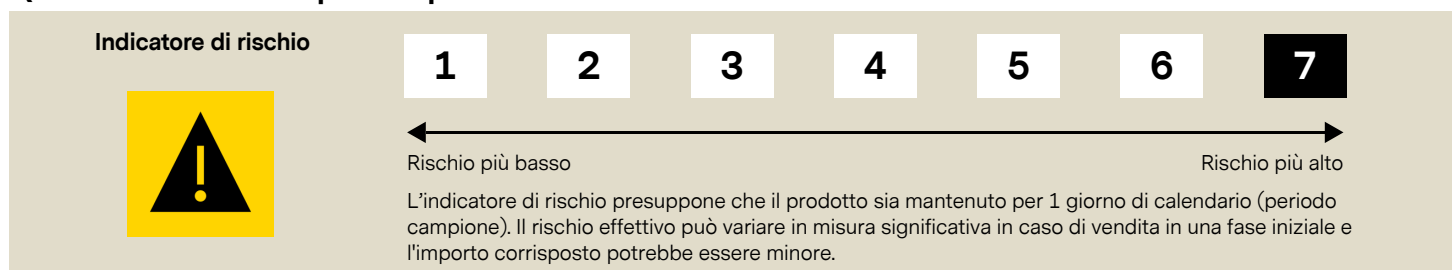 Indicatore di rischio
1 2 3 4 5 6 7
Rischio più basso Rischio più alto
L’indicatore di rischio presuppone che il prodotto sia mantenuto per 1 giorno di calendario (periodo
campione). Il rischio effettivo può variare in misura significativa in caso di vendita in una fase iniziale e
l'importo corrisposto potrebbe essere minore.